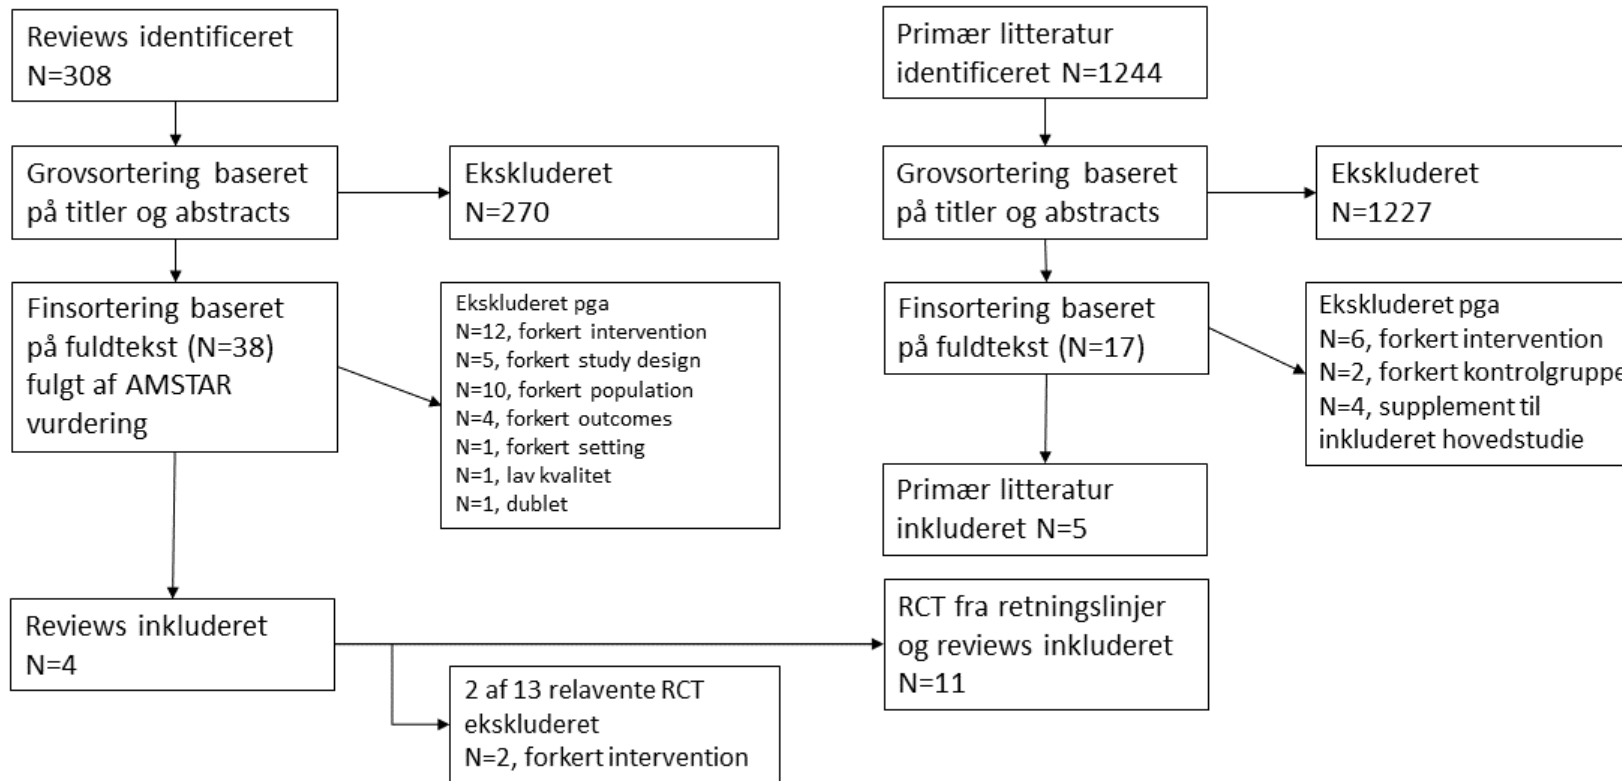 Reviews identificeret
N=308
Grovsortering baseret
på titler og abstracts
Ekskluderet
N=270
Finsortering baseret
på fuldtekst (N=38)
fulgt af AMSTAR
vurdering
Ekskluderet pga
N=12, forkert intervention
N=5, forkert study design
N=10, forkert population
N=4, forkert outcomes
N=1, forkert setting
N=1, lav kvalitet
N=1, dublet
Reviews inkluderet
N=4
2 af 13 relavente RCT
ekskluderet
N=2, forkert intervention
Primær litteratur
identificeret N=1244
Grovsortering baseret
på titler og abstracts
Ekskluderet
N=1227
Finsortering baseret
på fuldtekst (N=17)
Ekskluderet pga
N=6, forkert intervention
N=2, forkert kontrolgruppe
N=4, supplement til
inkluderet hovedstudie
Primær litteratur
inkluderet N=5
RCT fra retningslinjer
og reviews inkluderet
N=11